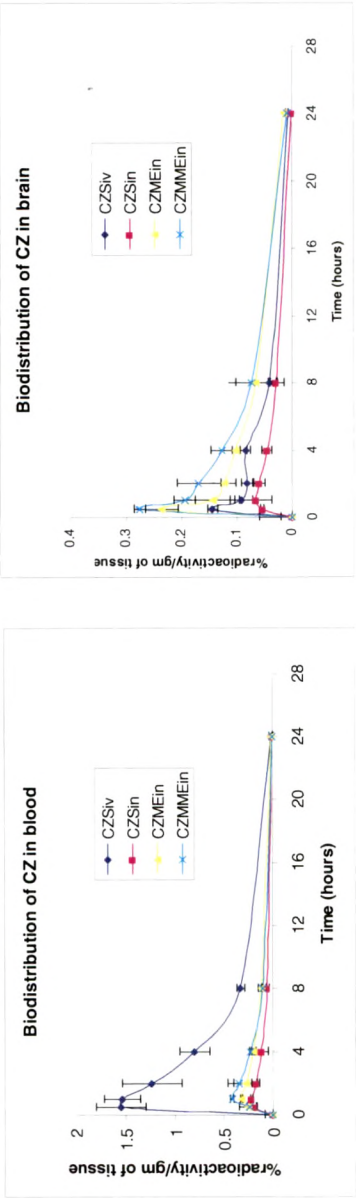 Biodistribution of CZ in blood
%radioactivity/gm of tissue
2
1.5
1
0.5
0
CZSiv
CZSin
CZMEin
CZMMEin
0 4 8 12 16 20 24 28
Time (hours)
Biodistribution of CZ in brain
%radioactivity/gm of tissue
0.4
0.3
0.2
0.1
0
CZSiv
CZSin
CZMEin
CZMMEin
0 4 8 12 16 20 24 28
Time (hours)